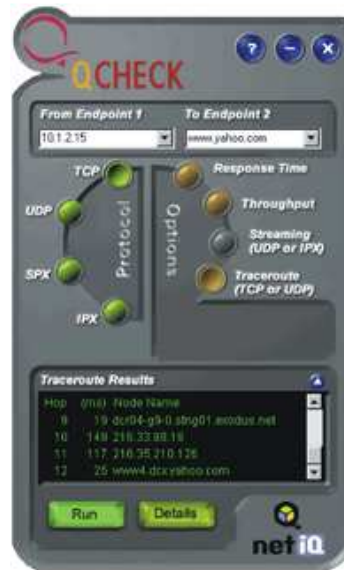 QCHECK
? – X
From Endpoint 1 To Endpoint 2
10.1.2.15 www.yahoo.com
TCP
UDP
SPX
IPX
Protocol
Options
Response Time
Throughput
Streaming
(UDP or IPX)
Traceroute
(TCP or UDP)
Traceroute Results
Hop (ms) Node Name
9 19 dcr04-g9-0.stng01.exodus.net
10 149 216.33.98.18
11 117 216.35.210.126
12 25 www4.dcx.yahoo.com
Run Details
net iQ